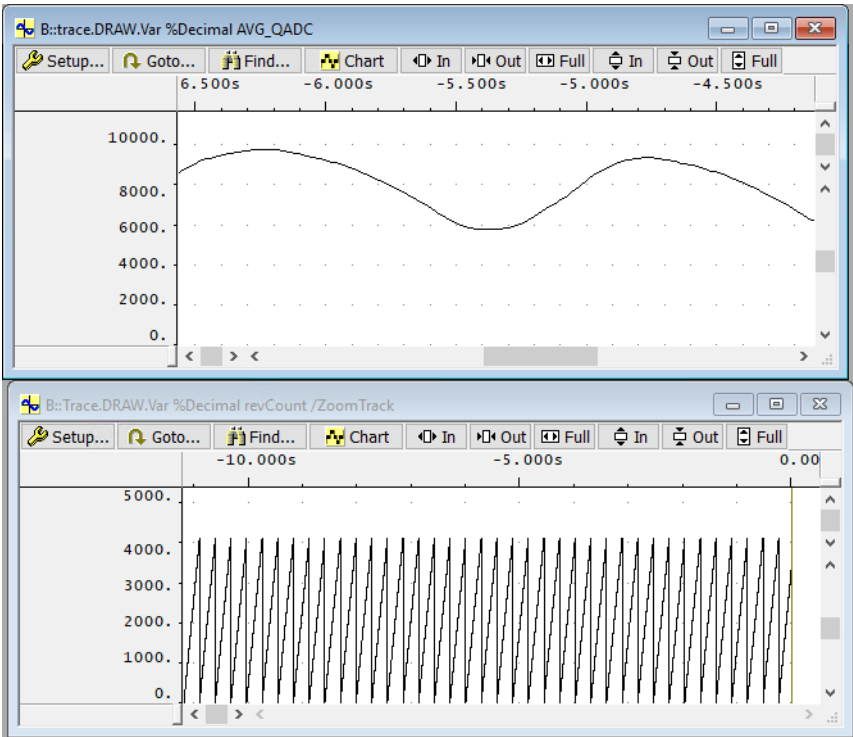 B::trace.DRAW.Var %Decimal AVG_QADC
Setup... Goto... Find... Chart In Out Full In Out Full
6.500s -6.000s -5.500s -5.000s -4.500s
10000.
8000.
6000.
4000.
2000.
0.
B::Trace.DRAW.Var %Decimal revCount /ZoomTrack
Setup... Goto... Find... Chart In Out Full In Out Full
-10.000s -5.000s 0.00
5000.
4000.
3000.
2000.
1000.
0.